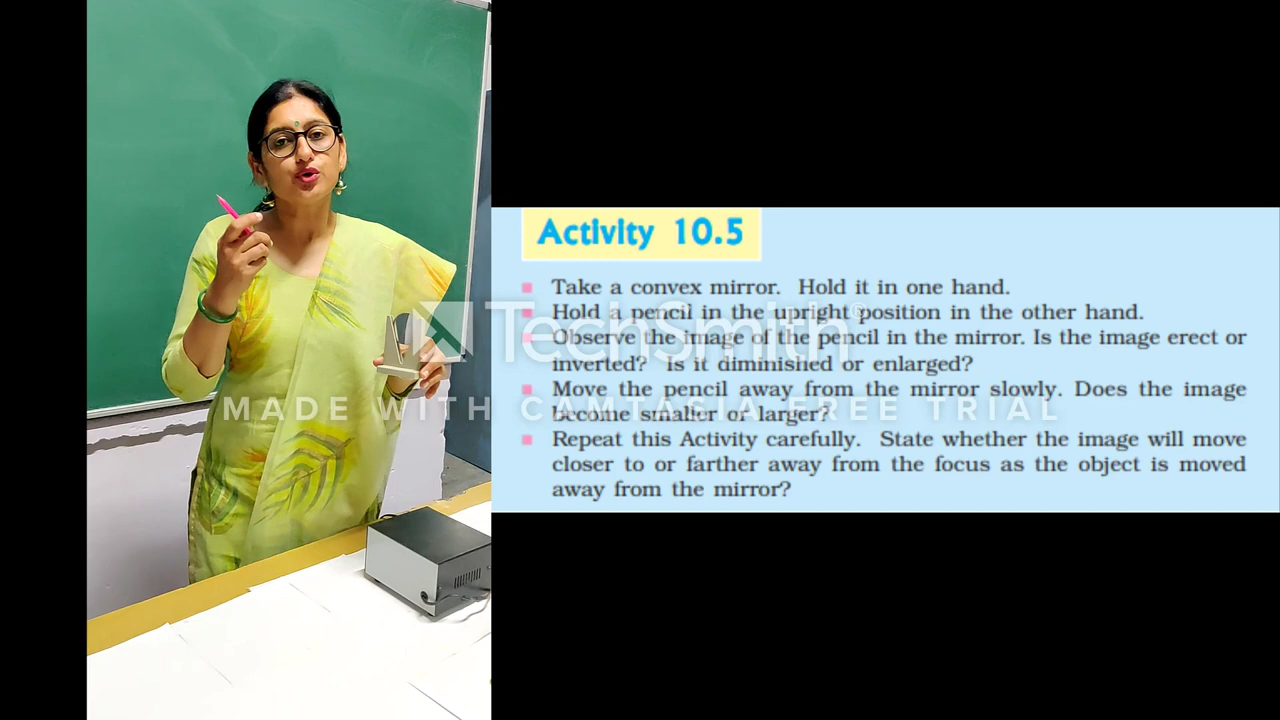 Activity 10.5
Take a convex mirror. Hold it in one hand.
Hold a pencil in the upright position in the other hand.
Observe the image of the pencil in the mirror. Is the image erect or
inverted? Is it diminished or enlarged?
Move the pencil away from the mirror slowly. Does the image
become smaller or larger?
Repeat this Activity carefully. State whether the image will move
closer to or farther away from the focus as the object is moved
away from the mirror?
TechSmith®
MADE WITH CAMTASIA FREE TRIAL